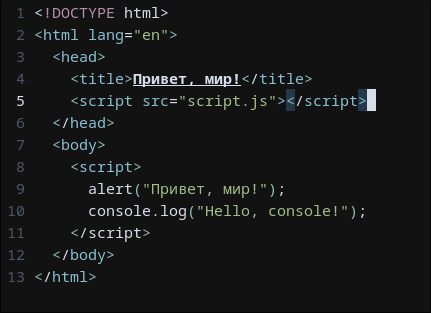 1 <!DOCTYPE html>
2 <html lang="en">
3   <head>
4     <title>Привет, мир!</title>
5     <script src="script.js"></script>
6   </head>
7   <body>
8     <script>
9       alert("Привет, мир!");
10       console.log("Hello, console!");
11     </script>
12   </body>
13 </html>